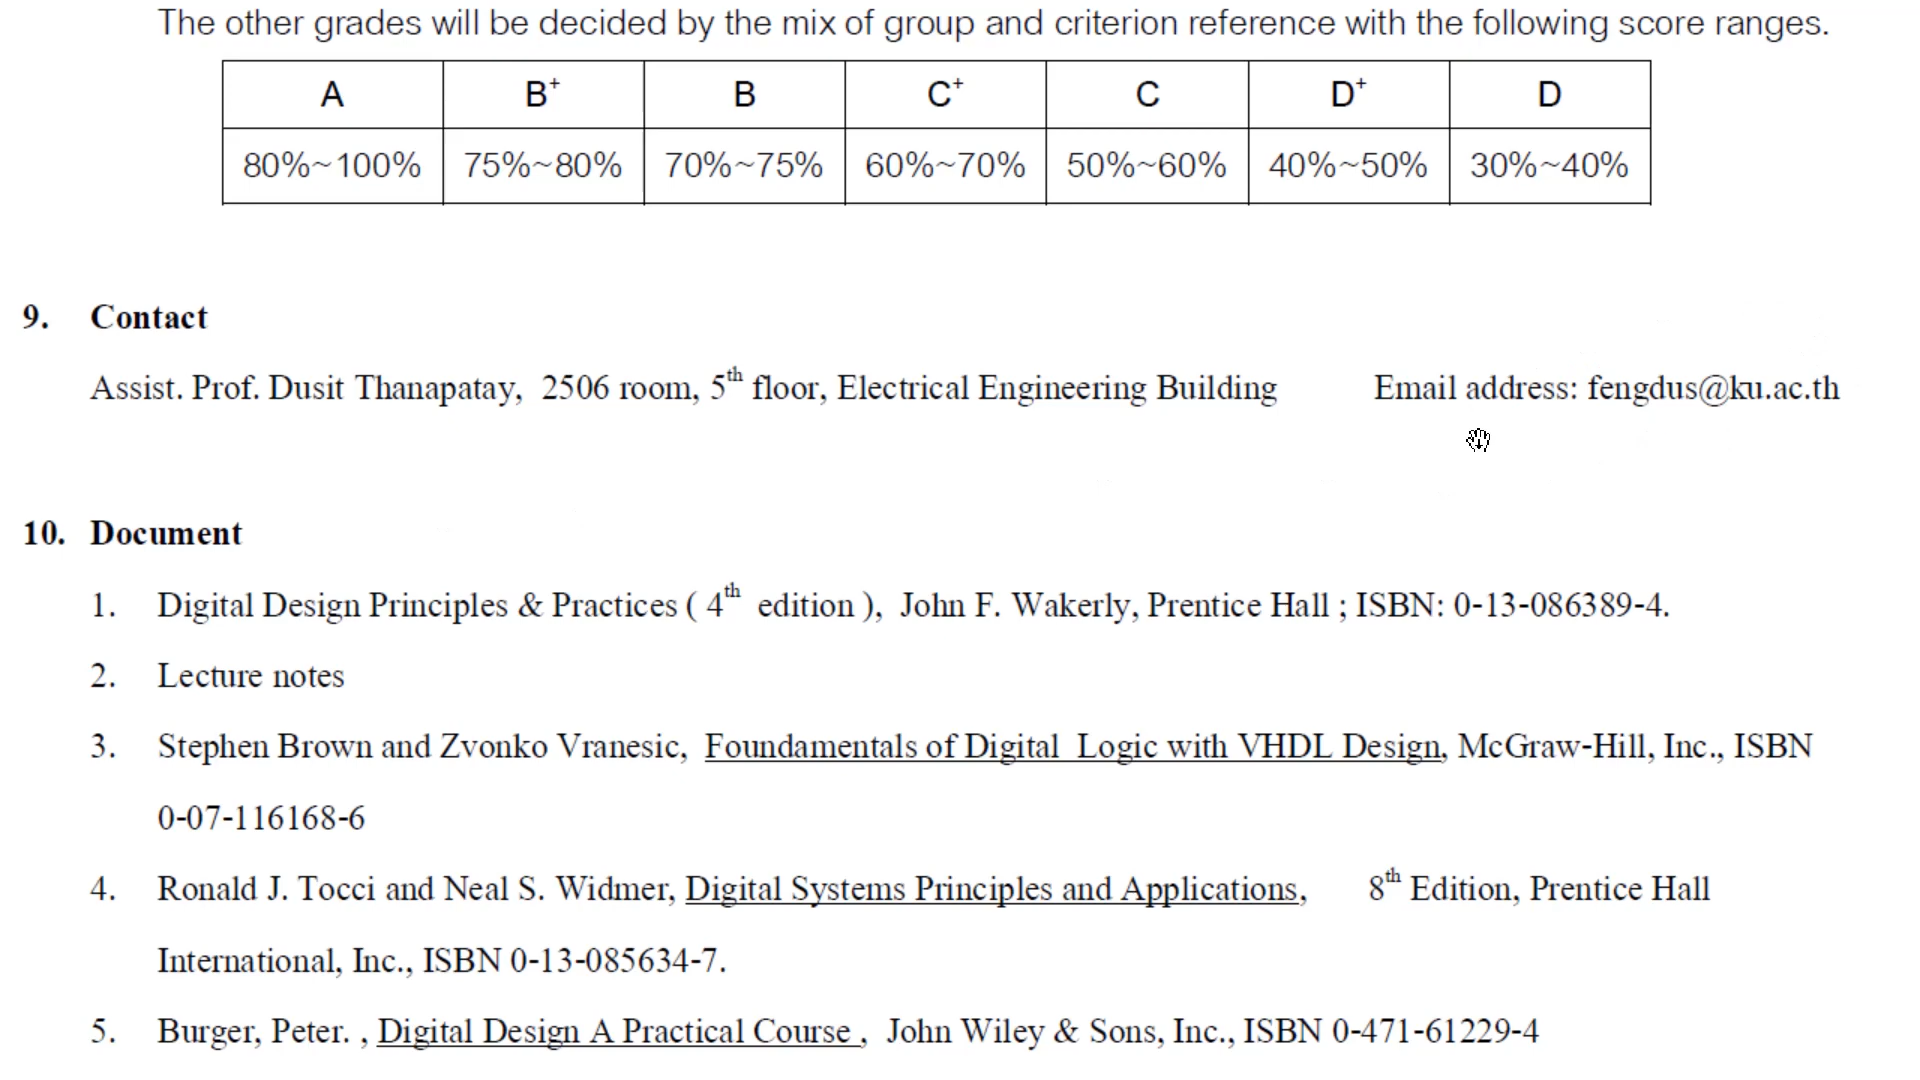 The other grades will be decided by the mix of group and criterion reference with the following score ranges.
A B+ B C+ C D+ D
80%~100% 75%~80% 70%~75% 60%~70% 50%~60% 40%~50% 30%~40%
9. Contact
Assist. Prof. Dusit Thanapatay, 2506 room, 5th floor, Electrical Engineering Building Email address: fengdus@ku.ac.th
10. Document
1. Digital Design Principles & Practices ( 4th edition ), John F. Wakerly, Prentice Hall ; ISBN: 0-13-086389-4.
2. Lecture notes
3. Stephen Brown and Zvonko Vranesic, Foundamentals of Digital Logic with VHDL Design, McGraw-Hill, Inc., ISBN
0-07-116168-6
4. Ronald J. Tocci and Neal S. Widmer, Digital Systems Principles and Applications, 8th Edition, Prentice Hall
International, Inc., ISBN 0-13-085634-7.
5. Burger, Peter. , Digital Design A Practical Course , John Wiley & Sons, Inc., ISBN 0-471-61229-4